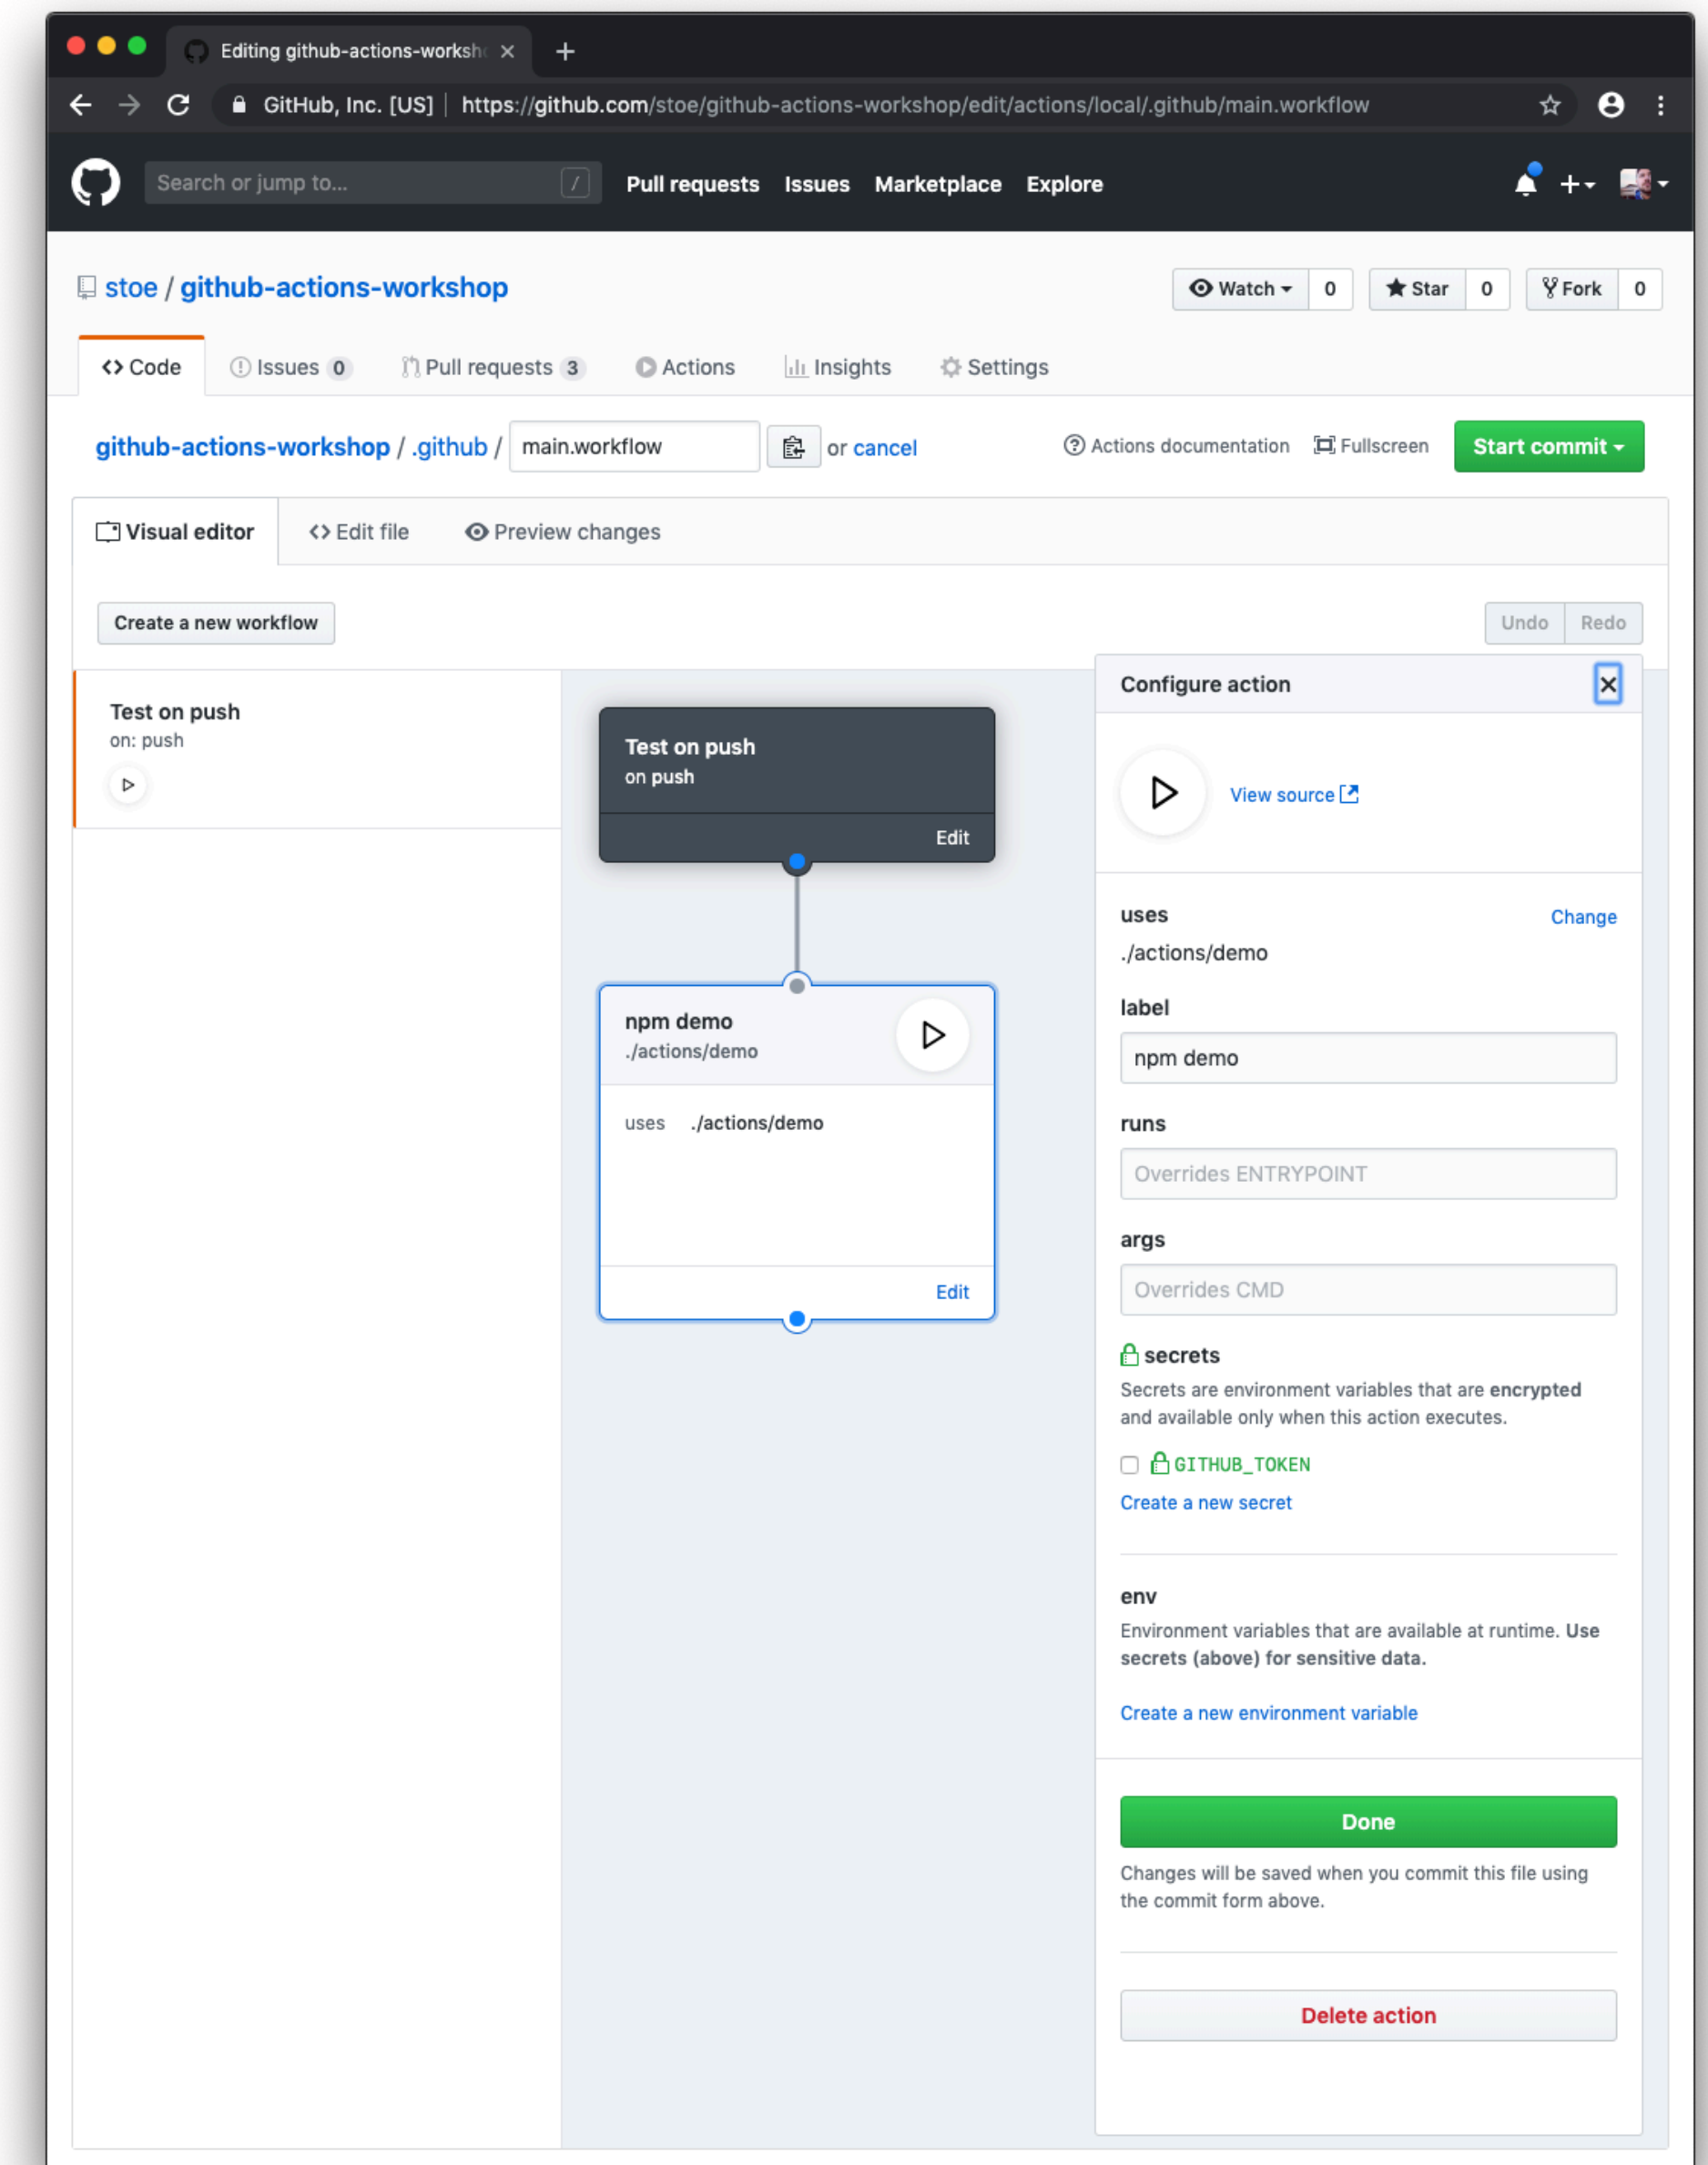 Editing github-actions-worksh
GitHub, Inc. [US] | https://github.com/stoe/github-actions-workshop/edit/actions/local/.github/main.workflow
Search or jump to... / Pull requests Issues Marketplace Explore
stoe / github-actions-workshop Watch 0 Star 0 Fork 0
Code Issues 0 Pull requests 3 Actions Insights Settings
github-actions-workshop / .github / main.workflow or cancel Actions documentation Fullscreen Start commit
Visual editor Edit file Preview changes
Create a new workflow Undo Redo
Test on push
on: push
Test on push
on push
Edit
npm demo
./actions/demo
uses ./actions/demo
Edit
Configure action
View source
uses Change
./actions/demo
label
npm demo
runs
Overrides ENTRYPOINT
args
Overrides CMD
secrets
Secrets are environment variables that are encrypted
and available only when this action executes.
GITHUB_TOKEN
Create a new secret
env
Environment variables that are available at runtime. Use
secrets (above) for sensitive data.
Create a new environment variable
Done
Changes will be saved when you commit this file using
the commit form above.
Delete action